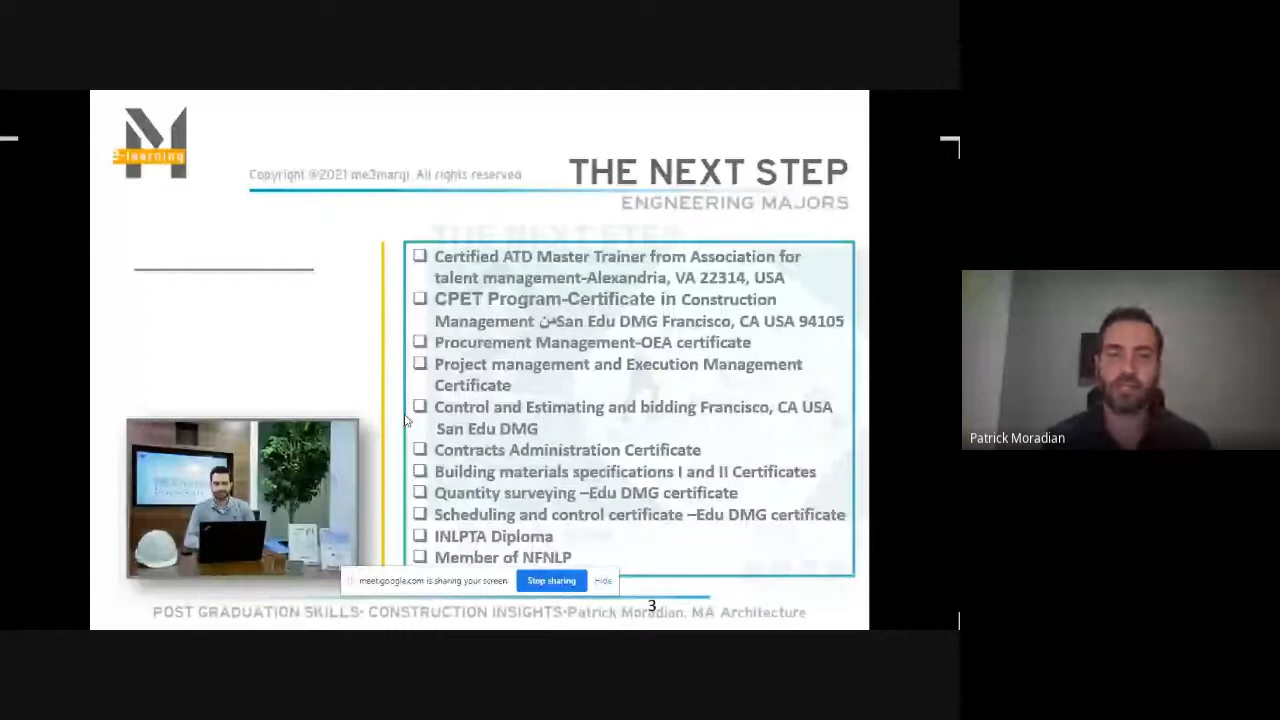 e-learning
Copyright @2021 me3marji. All rights reserved
THE NEXT STEP
ENGNEERING MAJORS
THE NEXT STEP
❑ Certified ATD Master Trainer from Association for
talent management-Alexandria, VA 22314, USA
❑ CPET Program-Certificate in Construction
Management من San Edu DMG Francisco, CA USA 94105
❑ Procurement Management-OEA certificate
❑ Project management and Execution Management
Certificate
❑ Control and Estimating and bidding Francisco, CA USA
San Edu DMG
❑ Contracts Administration Certificate
❑ Building materials specifications I and II Certificates
❑ Quantity surveying –Edu DMG certificate
❑ Scheduling and control certificate –Edu DMG certificate
❑ INLPTA Diploma
❑ Member of NFNLP
meet.google.com is sharing your screen
Stop sharing
Hide
3
POST GRADUATION SKILLS- CONSTRUCTION INSIGHTS-Patrick Moradian, MA Architecture
Patrick Moradian